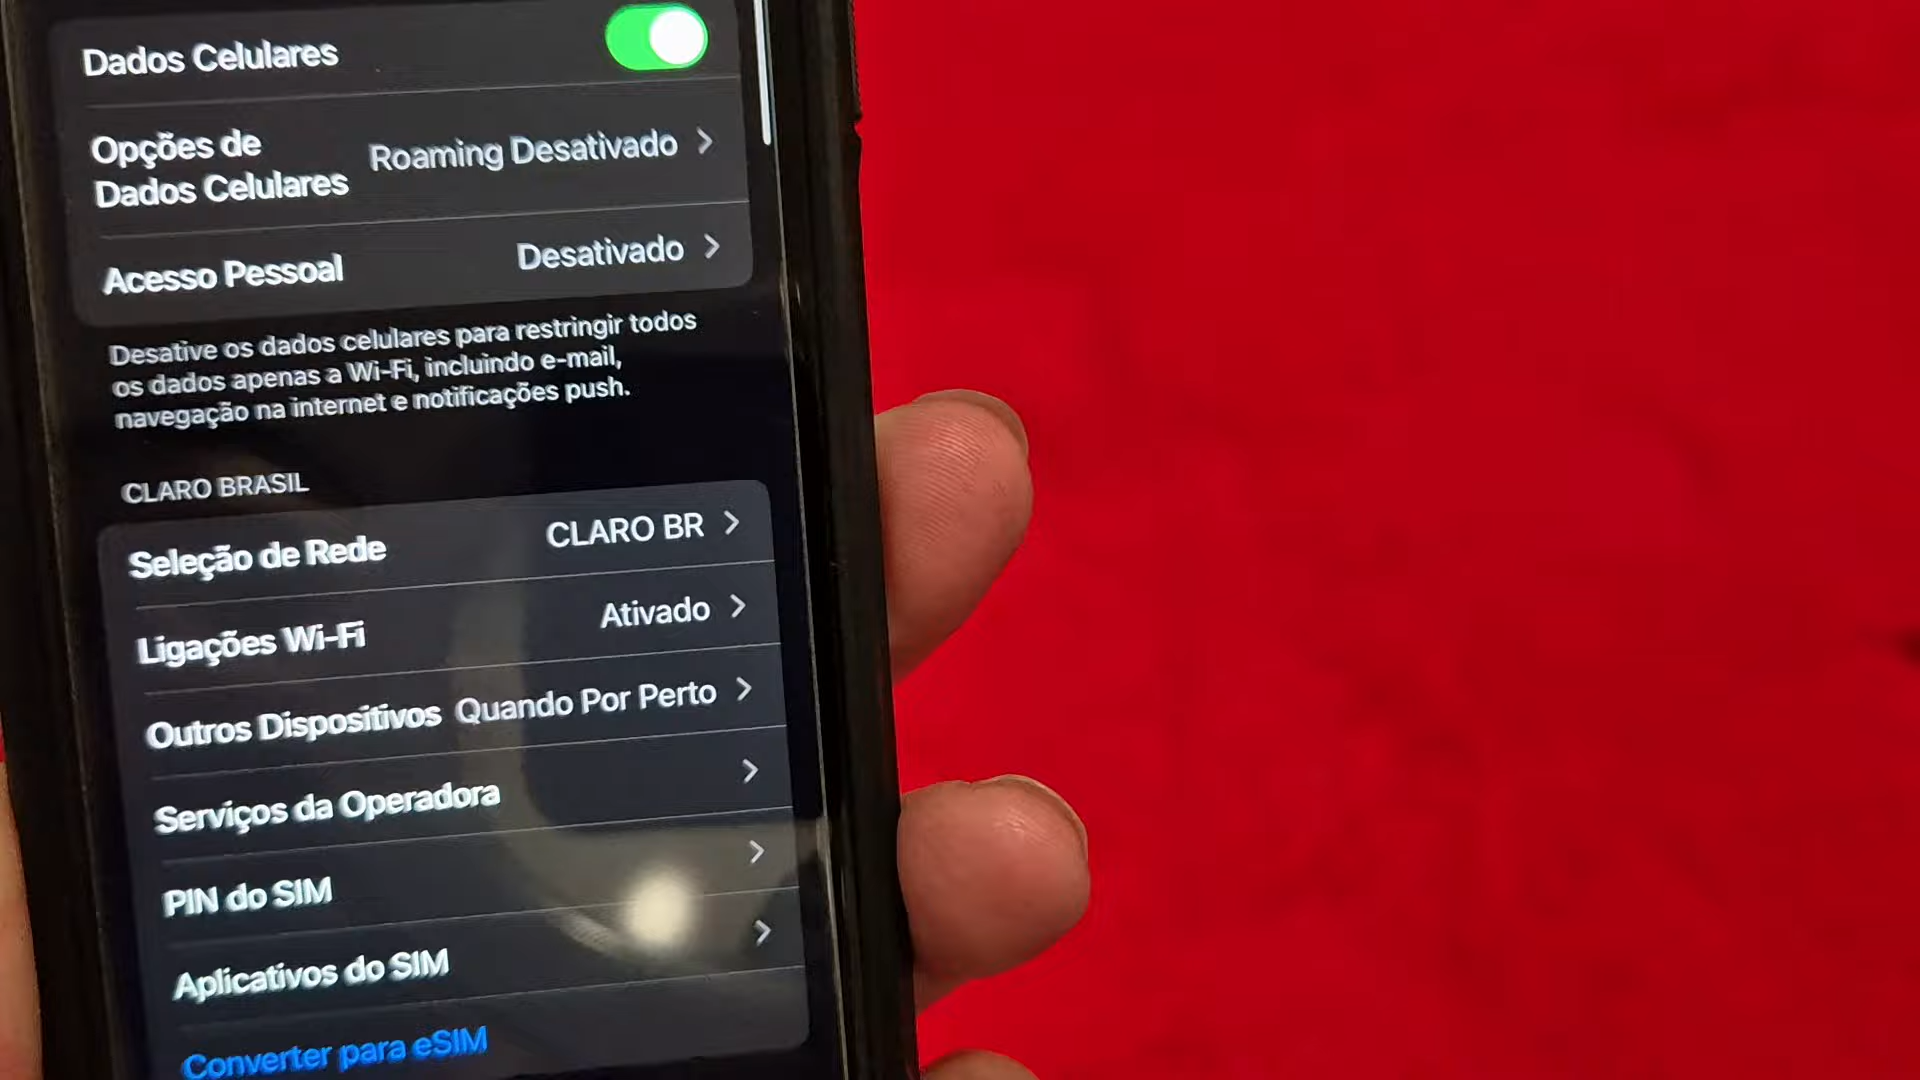 Dados Celulares
Opções de
Dados Celulares
Roaming Desativado
Acesso Pessoal
Desativado
Desative os dados celulares para restringir todos
os dados apenas a Wi-Fi, incluindo e-mail,
navegação na internet e notificações push.
CLARO BRASIL
Seleção de Rede
CLARO BR
Ligações Wi-Fi
Ativado
Outros Dispositivos
Quando Por Perto
Serviços da Operadora
PIN do SIM
Aplicativos do SIM
Converter para eSIM